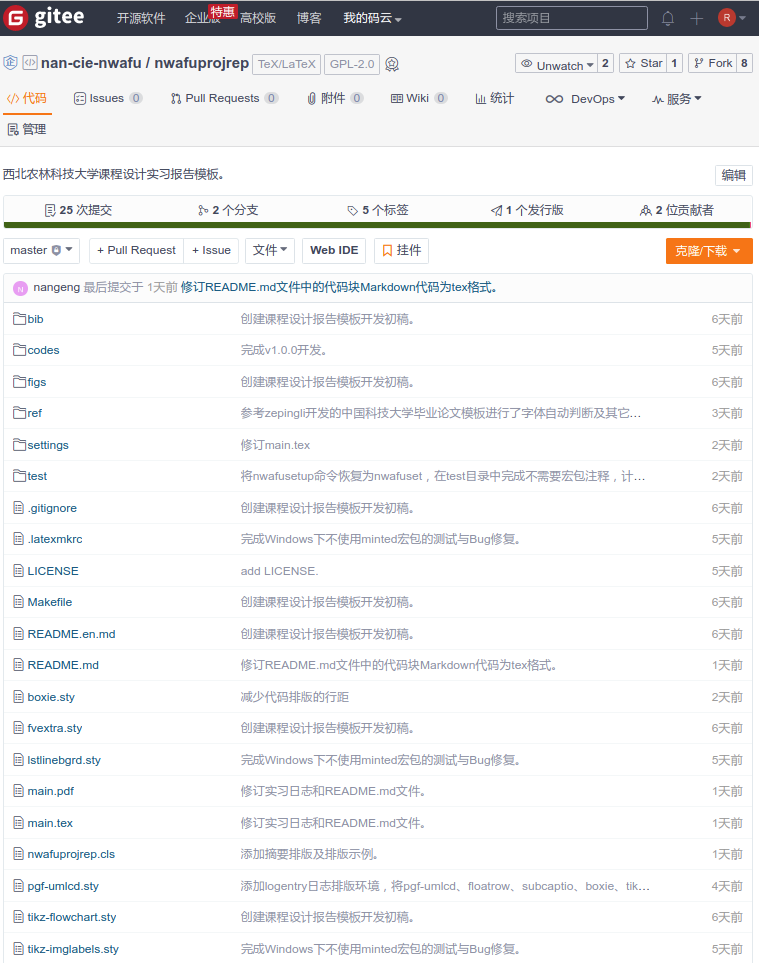 gitee 开源软件 企业版 特惠 高校版 博客 我的码云 搜索项目 R
nan-cie-nwafu / nwafuprojrep TeX/LaTeX GPL-2.0 Unwatch 2 Star 1 Fork 8
代码 Issues 0 Pull Requests 0 附件 0 Wiki 0 统计 DevOps 服务
管理
西北农林科技大学课程设计实习报告模板。 编辑
25 次提交 2 个分支 5 个标签 1 个发行版 2 位贡献者
master + Pull Request + Issue 文件 Web IDE 挂件 克隆/下载
N nangeng 最后提交于 1天前 修订README.md文件中的代码块Markdown代码为tex格式。
bib 创建课程设计报告模板开发初稿。 6天前
codes 完成v1.0.0开发。 5天前
figs 创建课程设计报告模板开发初稿。 6天前
ref 参考zepingli开发的中国科技大学毕业论文模板进行了字体自动判断及其它… 3天前
settings 修订main.tex 2天前
test 将nwafusetup命令恢复为nwafuset，在test目录中完成不需要宏包注释，计… 2天前
.gitignore 创建课程设计报告模板开发初稿。 6天前
.latexmkrc 完成Windows下不使用minted宏包的测试与Bug修复。 5天前
LICENSE add LICENSE. 5天前
Makefile 创建课程设计报告模板开发初稿。 6天前
README.en.md 创建课程设计报告模板开发初稿。 6天前
README.md 修订README.md文件中的代码块Markdown代码为tex格式。 1天前
boxie.sty 减少代码排版的行距 2天前
fvextra.sty 创建课程设计报告模板开发初稿。 6天前
lstlinebgrd.sty 完成Windows下不使用minted宏包的测试与Bug修复。 5天前
main.pdf 修订实习日志和README.md文件。 1天前
main.tex 修订实习日志和README.md文件。 1天前
nwafuprojrep.cls 添加摘要排版及排版示例。 1天前
pgf-umlcd.sty 添加logentry日志排版环境，将pgf-umlcd、floatrow、subcaptio、boxie、tik… 4天前
tikz-flowchart.sty 创建课程设计报告模板开发初稿。 6天前
tikz-imglabels.sty 完成Windows下不使用minted宏包的测试与Bug修复。 5天前